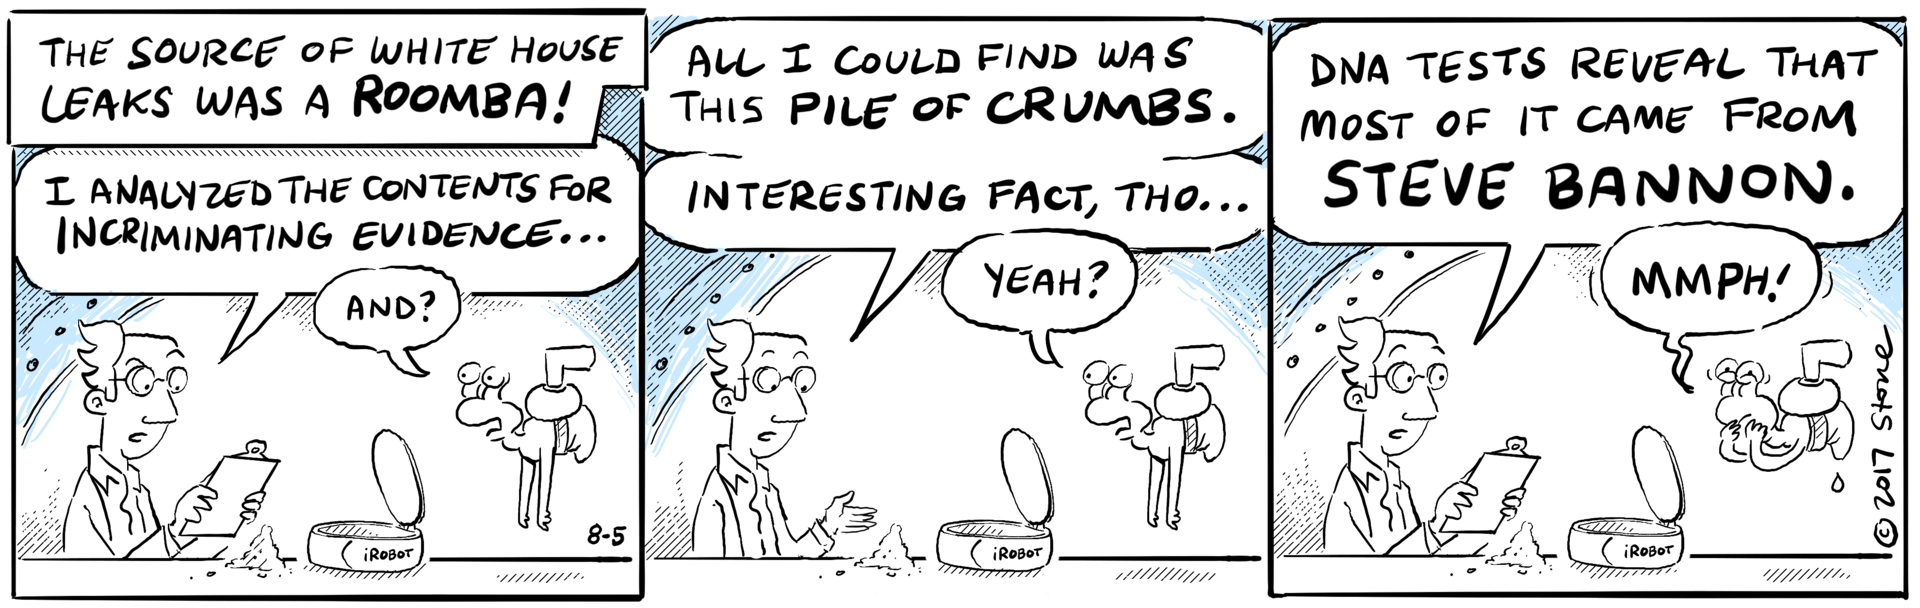 THE SOURCE OF WHITE HOUSE
LEAKS WAS A ROOMBA!
I ANALYZED THE CONTENTS FOR
INCRIMINATING EVIDENCE...
AND?
iROBOT
8-5
ALL I COULD FIND WAS
THIS PILE OF CRUMBS.
INTERESTING FACT, THO...
YEAH?
iROBOT
DNA TESTS REVEAL THAT
MOST OF IT CAME FROM
STEVE BANNON.
MMPH!
iROBOT
© 2017 Stone